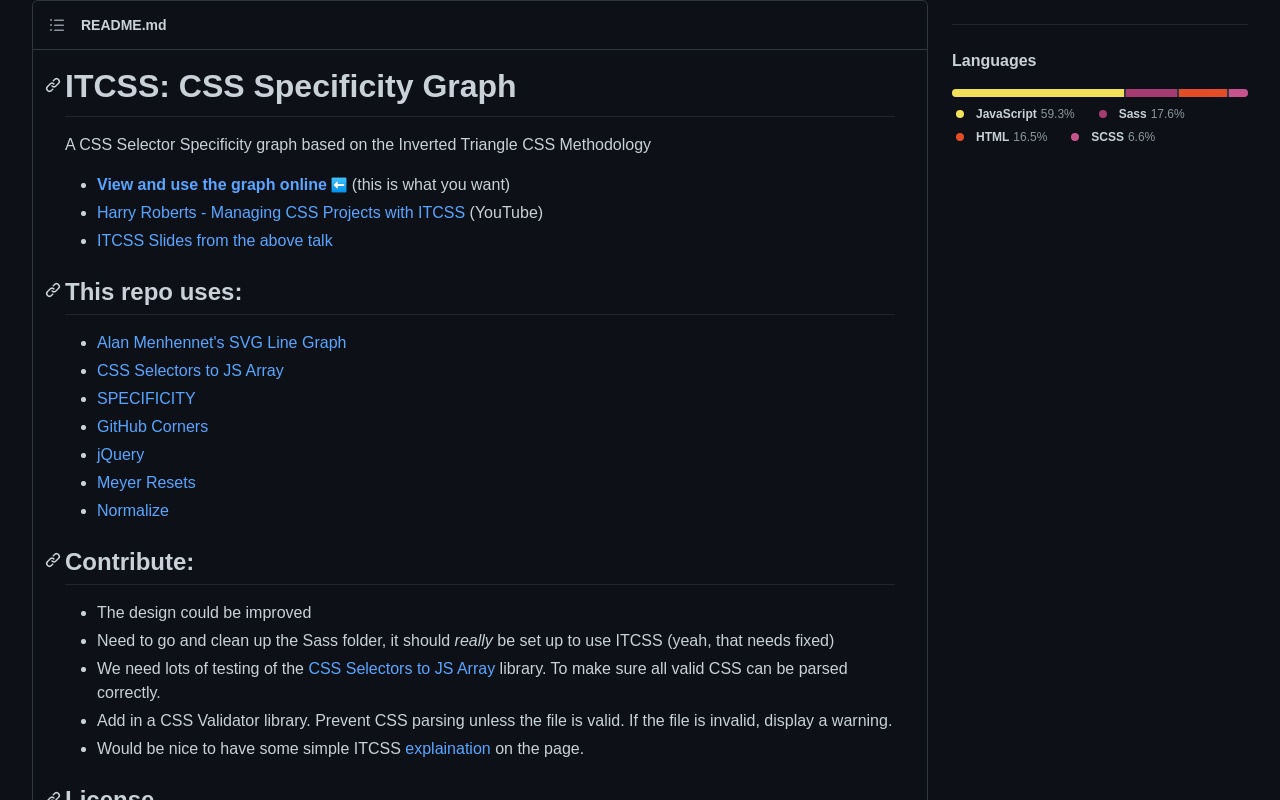 README.md
ITCSS: CSS Specificity Graph
A CSS Selector Specificity graph based on the Inverted Triangle CSS Methodology
View and use the graph online ⬅️ (this is what you want)
Harry Roberts - Managing CSS Projects with ITCSS (YouTube)
ITCSS Slides from the above talk
This repo uses:
Alan Menhennet's SVG Line Graph
CSS Selectors to JS Array
SPECIFICITY
GitHub Corners
jQuery
Meyer Resets
Normalize
Contribute:
The design could be improved
Need to go and clean up the Sass folder, it should really be set up to use ITCSS (yeah, that needs fixed)
We need lots of testing of the CSS Selectors to JS Array library. To make sure all valid CSS can be parsed
correctly.
Add in a CSS Validator library. Prevent CSS parsing unless the file is valid. If the file is invalid, display a warning.
Would be nice to have some simple ITCSS explaination on the page.
License
Languages
JavaScript 59.3% Sass 17.6%
HTML 16.5% SCSS 6.6%